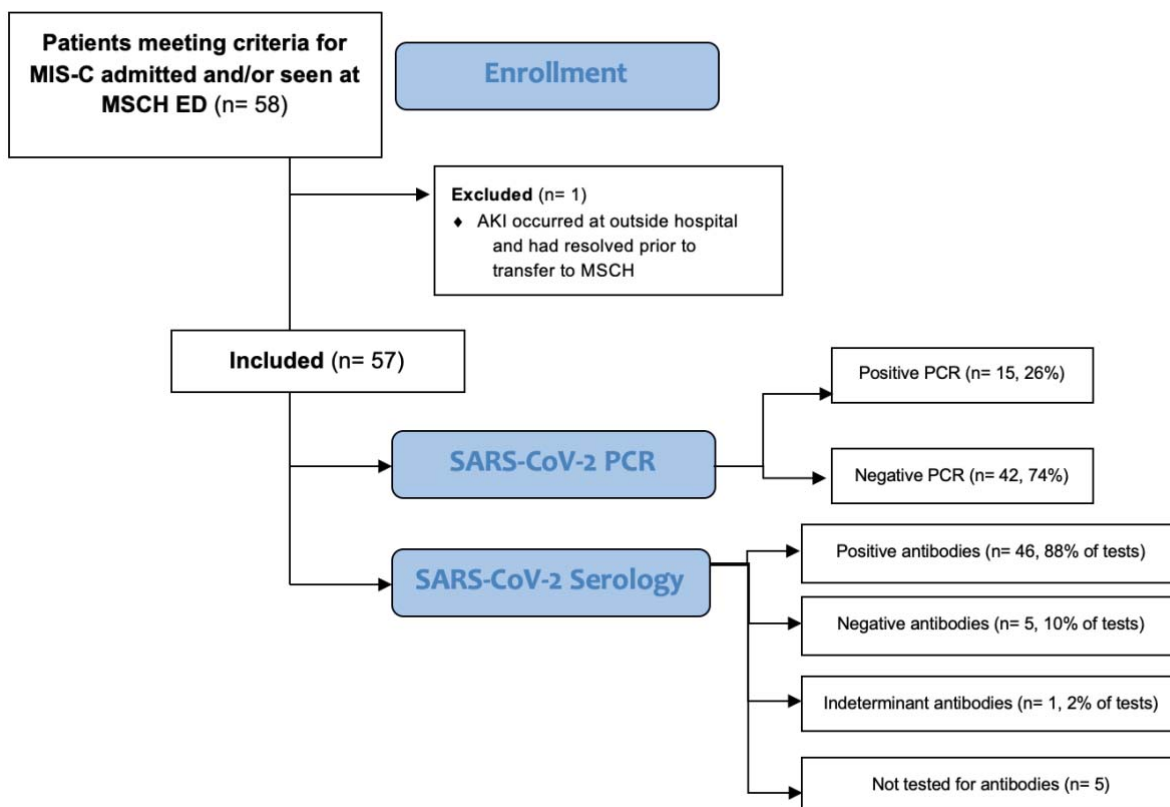 Patients meeting criteria for
MIS-C admitted and/or seen at
MSCH ED (n= 58)
Enrollment
Excluded (n= 1)
♦ AKI occurred at outside hospital
and had resolved prior to
transfer to MSCH
Included (n= 57)
SARS-CoV-2 PCR
Positive PCR (n= 15, 26%)
Negative PCR (n= 42, 74%)
SARS-CoV-2 Serology
Positive antibodies (n= 46, 88% of tests)
Negative antibodies (n= 5, 10% of tests)
Indeterminant antibodies (n= 1, 2% of tests)
Not tested for antibodies (n= 5)